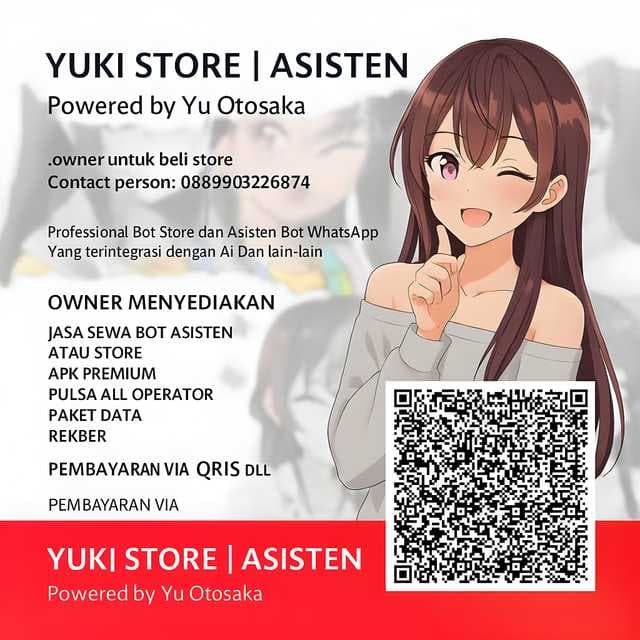 YUKI STORE | ASISTEN
Powered by Yu Otosaka
.owner untuk beli store
Contact person: 0889903226874
Professional Bot Store dan Asisten Bot WhatsApp
Yang terintegrasi dengan Ai Dan lain-lain
OWNER MENYEDIAKAN
JASA SEWA BOT ASISTEN
ATAU STORE
APK PREMIUM
PULSA ALL OPERATOR
PAKET DATA
REKBER
PEMBAYARAN VIA QRIS DLL
PEMBAYARAN VIA
YUKI STORE | ASISTEN
Powered by Yu Otosaka